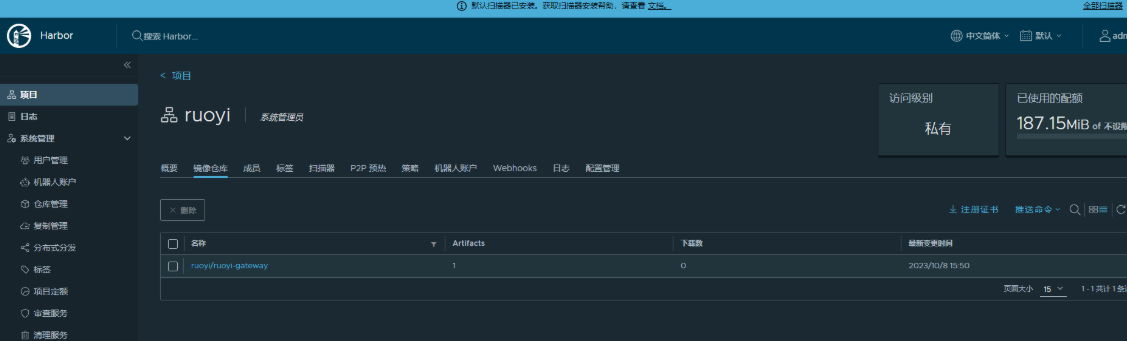 默认扫描器已安装。获取扫描器安装帮助，请查看 文档。 全部扫描器
Harbor 搜索 Harbor... 中文简体 默认
< 项目
项目
日志
系统管理
用户管理
机器人账户
仓库管理
复制管理
分布式分发
标签
项目定额
审查服务
清理服务
ruoyi 系统管理员
访问级别
私有
已使用的配额
187.15MiB of
概要 镜像仓库 成员 标签 扫描器 P2P 预热 策略 机器人账户 Webhooks 日志 配置管理
× 删除 注册证书 推送命令
名称 Artifacts 下载数 最新变更时间
ruoyi/ruoyi-gateway 1 0 2023/10/8 15:50
页面大小 15 1 - 1 共计 1 条